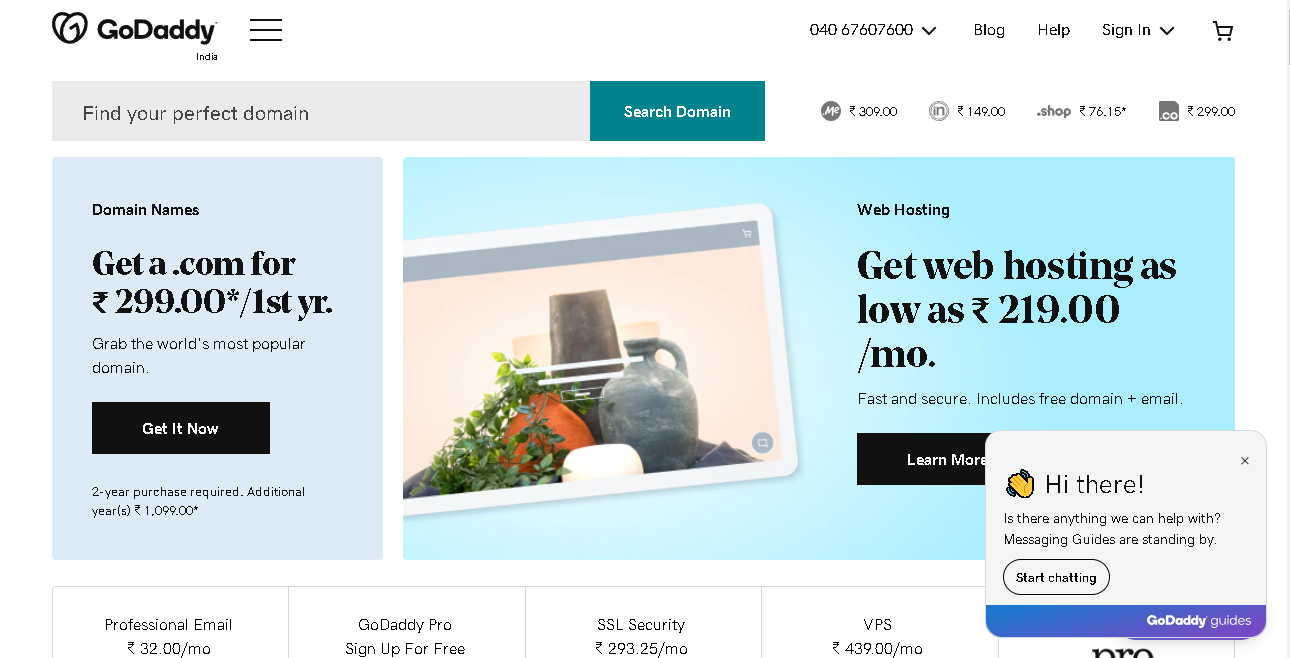 GoDaddy
India
040 67607600
Blog
Help
Sign In
Find your perfect domain
Search Domain
Me ₹ 309.00
in ₹ 149.00
.shop ₹ 76.15*
.co ₹ 299.00
Domain Names
Get a .com for
₹ 299.00*/1st yr.
Grab the world's most popular
domain.
Get It Now
2-year purchase required. Additional
year(s) ₹ 1,099.00*
Web Hosting
Get web hosting as
low as ₹ 219.00
/mo.
Fast and secure. Includes free domain + email.
Learn More
Hi there!
Is there anything we can help with?
Messaging Guides are standing by.
Start chatting
GoDaddy guides
Professional Email
₹ 32.00/mo
GoDaddy Pro
Sign Up For Free
SSL Security
₹ 293.25/mo
VPS
₹ 439.00/mo
pro